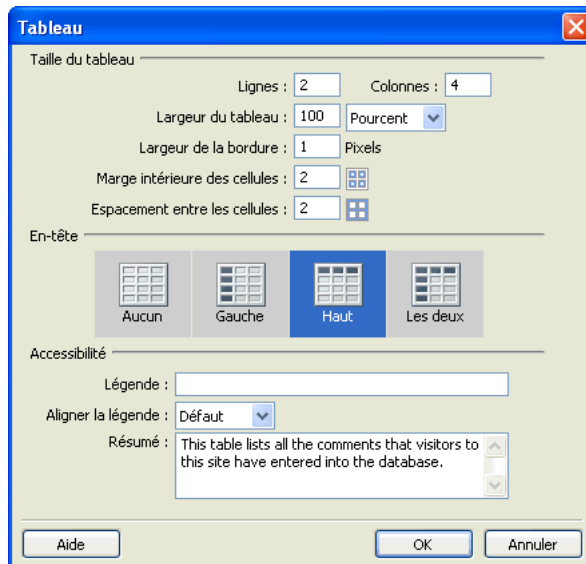 Tableau
Taille du tableau
Lignes : 2 Colonnes : 4
Largeur du tableau : 100 Pourcent
Largeur de la bordure : 1 Pixels
Marge intérieure des cellules : 2
Espacement entre les cellules : 2
En-tête
Aucun Gauche Haut Les deux
Accessibilité
Légende :
Aligner la légende : Défaut
Résumé : This table lists all the comments that visitors to
this site have entered into the database.
Aide OK Annuler